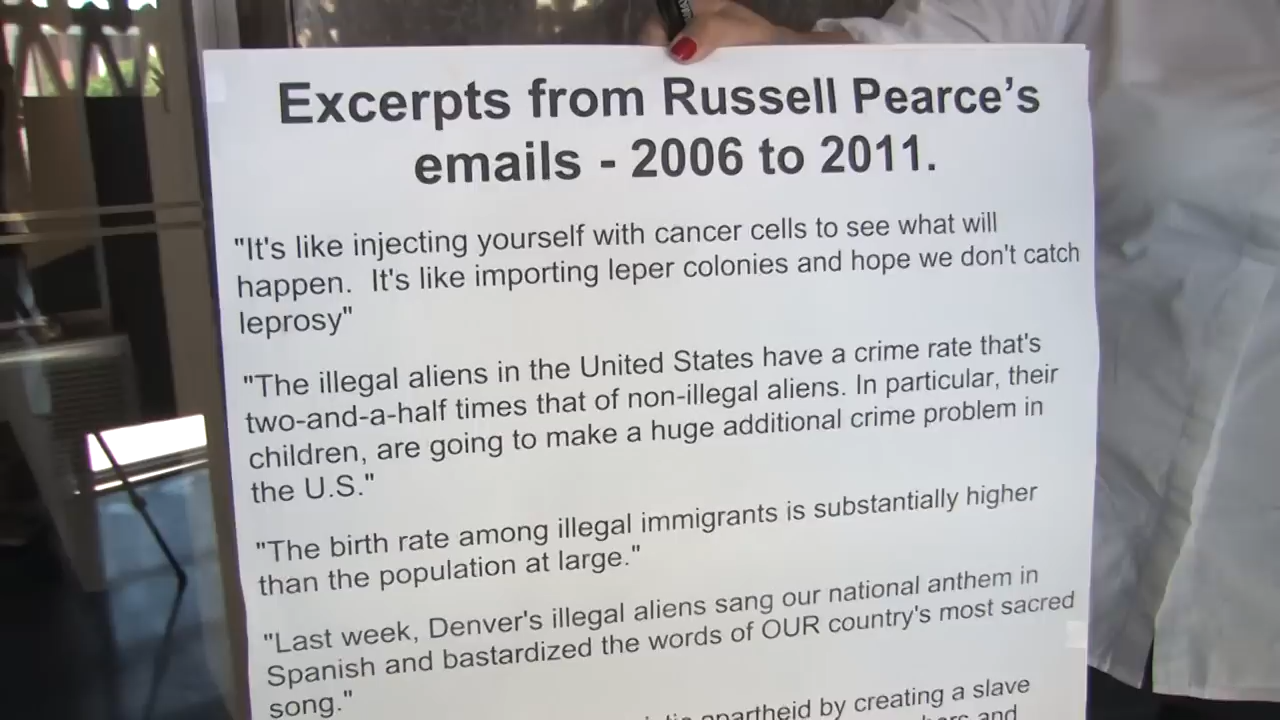 Excerpts from Russell Pearce's
emails - 2006 to 2011.
"It's like injecting yourself with cancer cells to see what will
happen. It's like importing leper colonies and hope we don't catch
leprosy"
"The illegal aliens in the United States have a crime rate that's
two-and-a-half times that of non-illegal aliens. In particular, their
children, are going to make a huge additional crime problem in
the U.S."
"The birth rate among illegal immigrants is substantially higher
than the population at large."
"Last week, Denver's illegal aliens sang our national anthem in
Spanish and bastardized the words of OUR country's most sacred
song."
apartheid by creating a slave
and